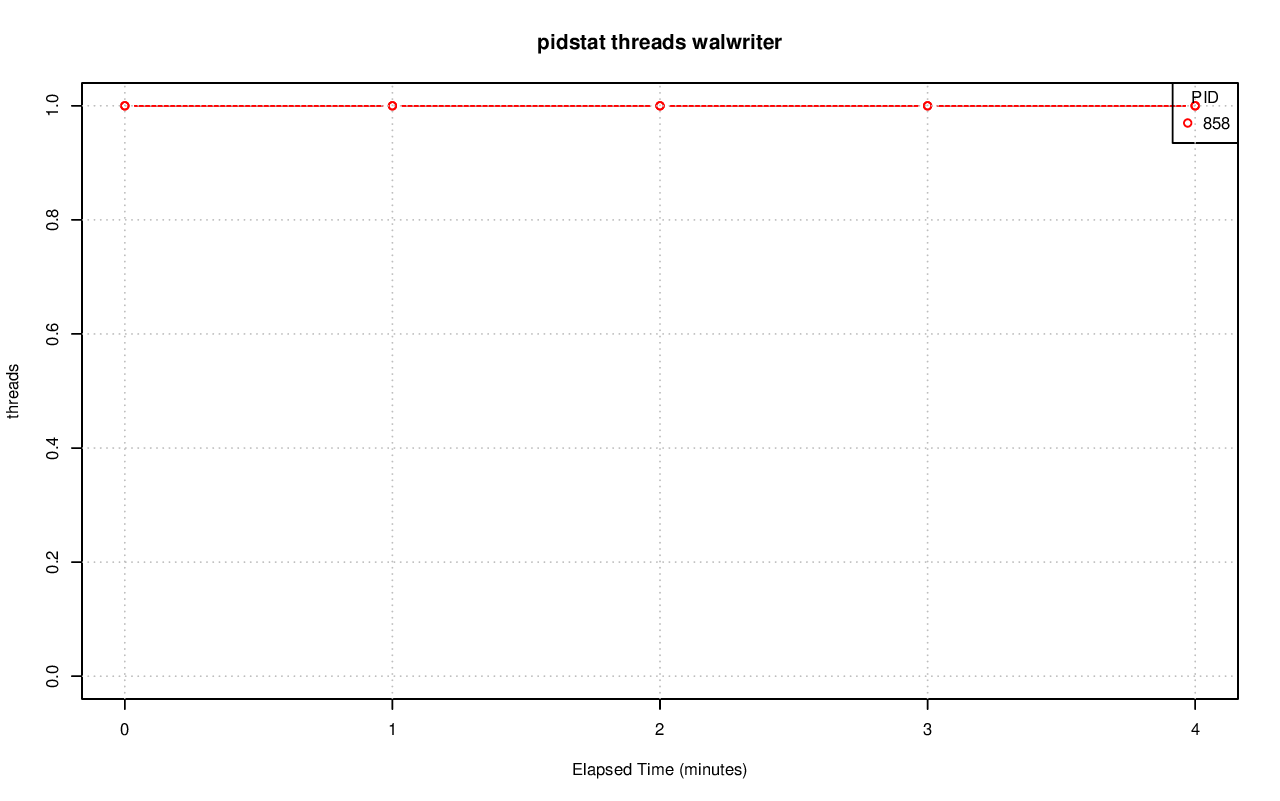 pidstat threads walwriter
PID
858
threads
1.0
0.8
0.6
0.4
0.2
0.0
0 1 2 3 4
Elapsed Time (minutes)